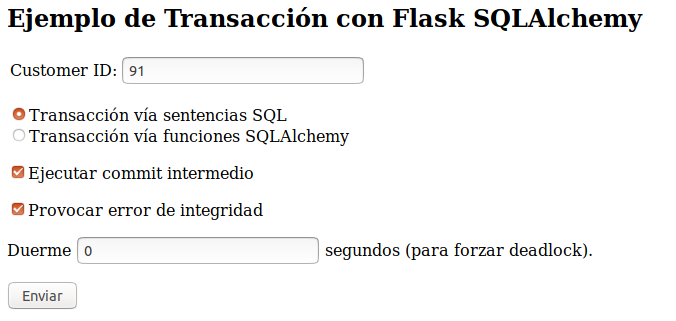 Ejemplo de Transacción con Flask SQLAlchemy
Customer ID: 91
Transacción vía sentencias SQL
Transacción vía funciones SQLAlchemy
Ejecutar commit intermedio
Provocar error de integridad
Duerme 0 segundos (para forzar deadlock).
Enviar